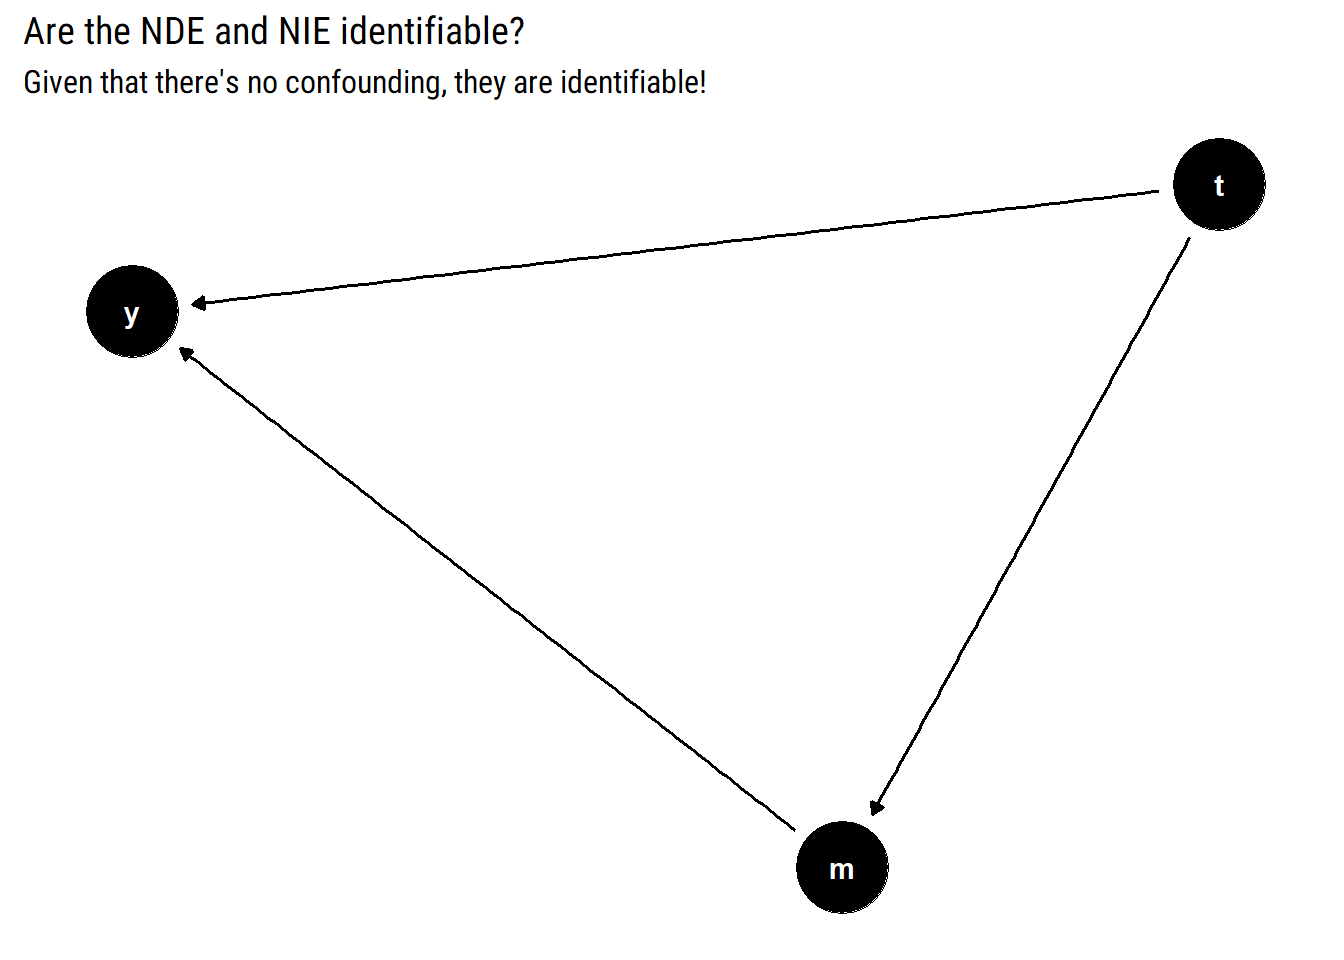 Are the NDE and NIE identifiable?
Given that there's no confounding, they are identifiable!
t
y
m